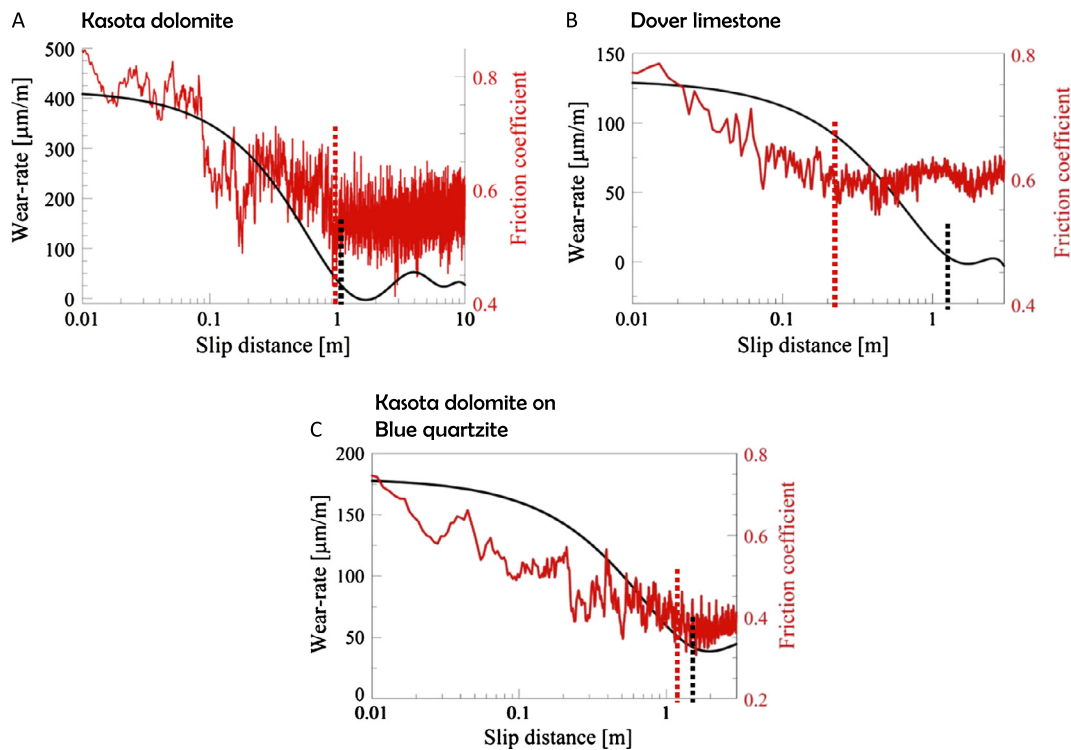 A Kasota dolomite
500
400
300
200
100
0
Wear-rate [µm/m]
0.8
0.6
0.4
Friction coefficient
0.01 0.1 1 10
Slip distance [m]
B Dover limestone
150
100
50
0
Wear-rate [µm/m]
0.8
0.6
0.4
Friction coefficient
0.01 0.1 1
Slip distance [m]
Kasota dolomite on
C Blue quartzite
200
150
100
50
0
Wear-rate [µm/m]
0.8
0.6
0.4
0.2
Friction coefficient
0.01 0.1 1
Slip distance [m]